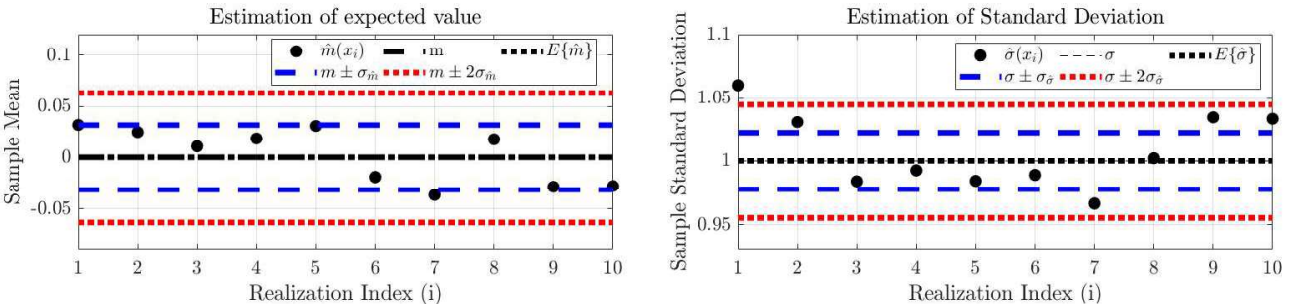 Estimation of expected value
0.1
0.05
0
-0.05
Sample Mean
m̂(xᵢ) m E{m̂}
m ± σ_m̂ m ± 2σ_m̂
1 2 3 4 5 6 7 8 9 10
Realization Index (i)
Estimation of Standard Deviation
1.1
1.05
1
0.95
Sample Standard Deviation
σ̂(xᵢ) σ E{σ̂}
σ ± σ_σ̂ σ ± 2σ_σ̂
1 2 3 4 5 6 7 8 9 10
Realization Index (i)